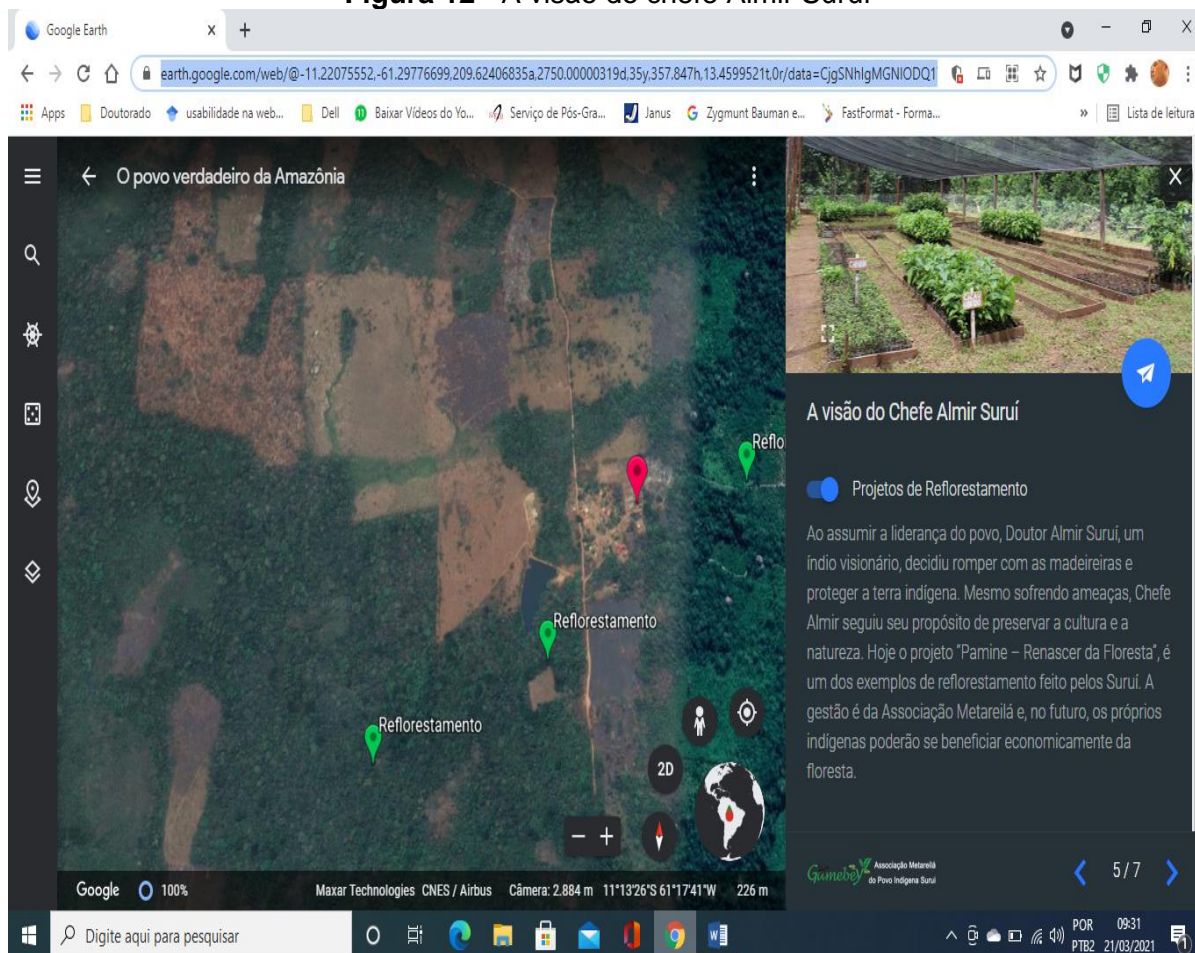 Figura 12 - A visão do chefe Almir Suruí
Google Earth
earth.google.com/web/@-11.22075552,-61.29776699,209.62406835a,2750.00000319d,35y,357.847h,13.4599521t,0r/data=CjgSNhIgMGNlODQ1
Apps Doutorado usabilidade na web... Dell Baixar Vídeos do Yo... Serviço de Pós-Gra... Janus Zygmunt Bauman e... FastFormat - Forma... » Lista de leitura
O povo verdadeiro da Amazônia
Reflo
Reflorestamento
Reflorestamento
2D
Google 100% Maxar Technologies CNES / Airbus Câmera: 2.884 m 11°13'26"S 61°17'41"W 226 m
A visão do Chefe Almir Suruí
Projetos de Reflorestamento
Ao assumir a liderança do povo, Doutor Almir Suruí, um
índio visionário, decidiu romper com as madeireiras e
proteger a terra indígena. Mesmo sofrendo ameaças, Chefe
Almir seguiu seu propósito de preservar a cultura e a
natureza. Hoje o projeto "Pamine – Renascer da Floresta", é
um dos exemplos de reflorestamento feito pelos Suruí. A
gestão é da Associação Metareilá e, no futuro, os próprios
indígenas poderão se beneficiar economicamente da
floresta.
Gamebey Associação Metareilá
do Povo Indígena Suruí
5 / 7
Digite aqui para pesquisar
POR 09:31
PTB2 21/03/2021
1